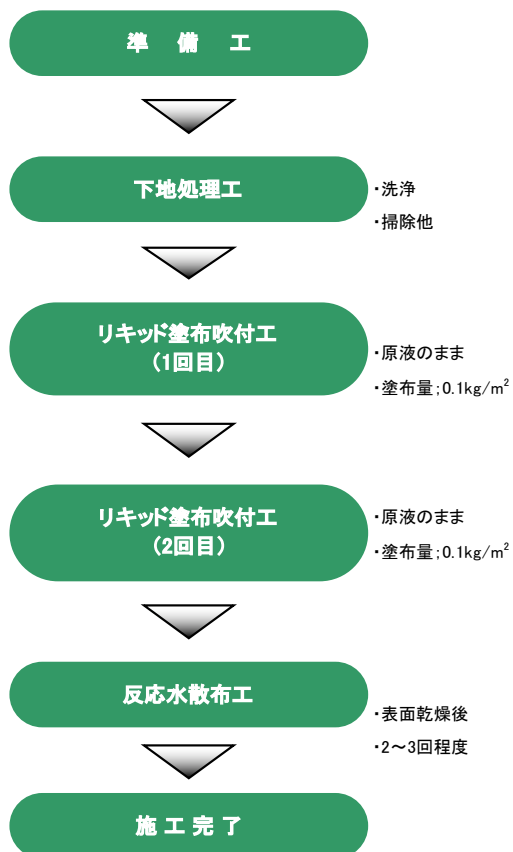 準 備 工
下地処理工
・洗浄
・掃除他
リキッド塗布吹付工
(1回目)
・原液のまま
・塗布量;0.1kg/m²
リキッド塗布吹付工
(2回目)
・原液のまま
・塗布量;0.1kg/m²
反応水散布工
・表面乾燥後
・2～3回程度
施 工 完 了